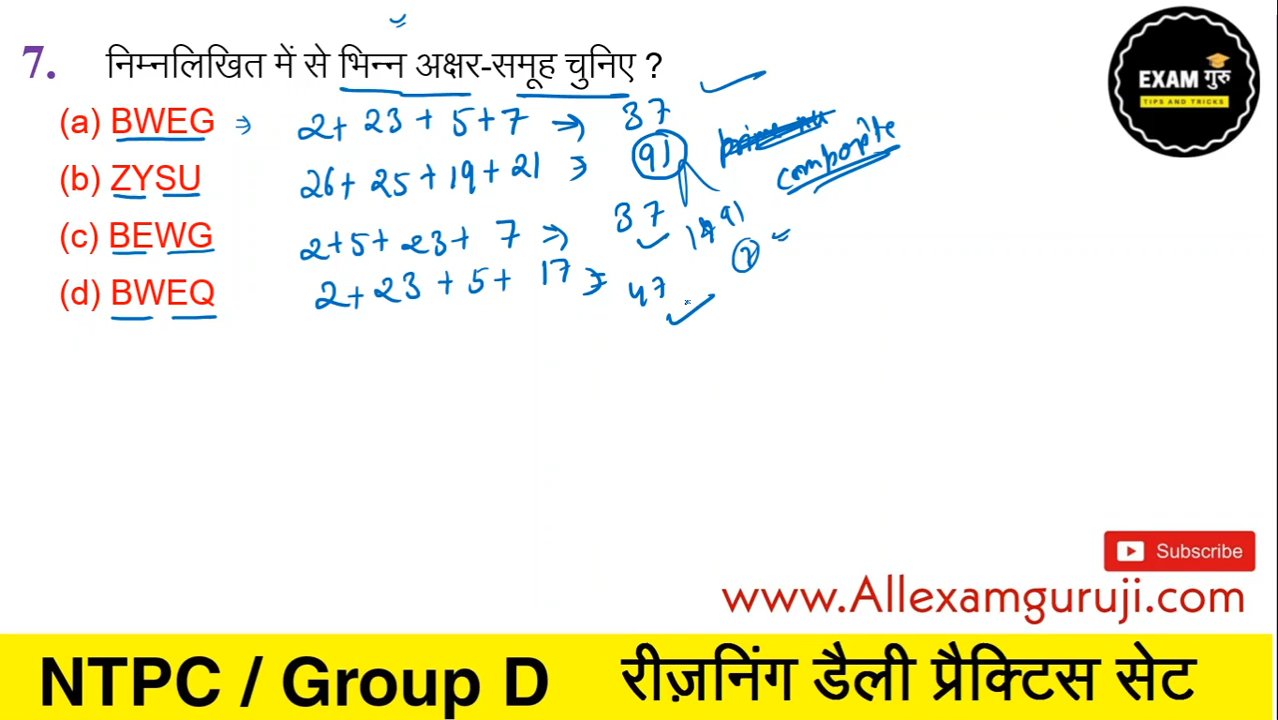 7. निम्नलिखित में से भिन्न अक्षर-समूह चुनिए ?
EXAM गुरु
TIPS AND TRICKS
(a) BWEG ⇒ 2+ 23 + 5+7 ⇒ 37
(b) ZYSU 26+ 25 + 19 + 21 ⇒ 91 composite
(c) BEWG 2+5+ 23+ 7 ⇒ 37
(d) BWEQ 2+ 23 + 5+ 17 ⇒ 47
Subscribe
www.Allexamguruji.com
NTPC / Group D रीज़निंग डैली प्रैक्टिस सेट